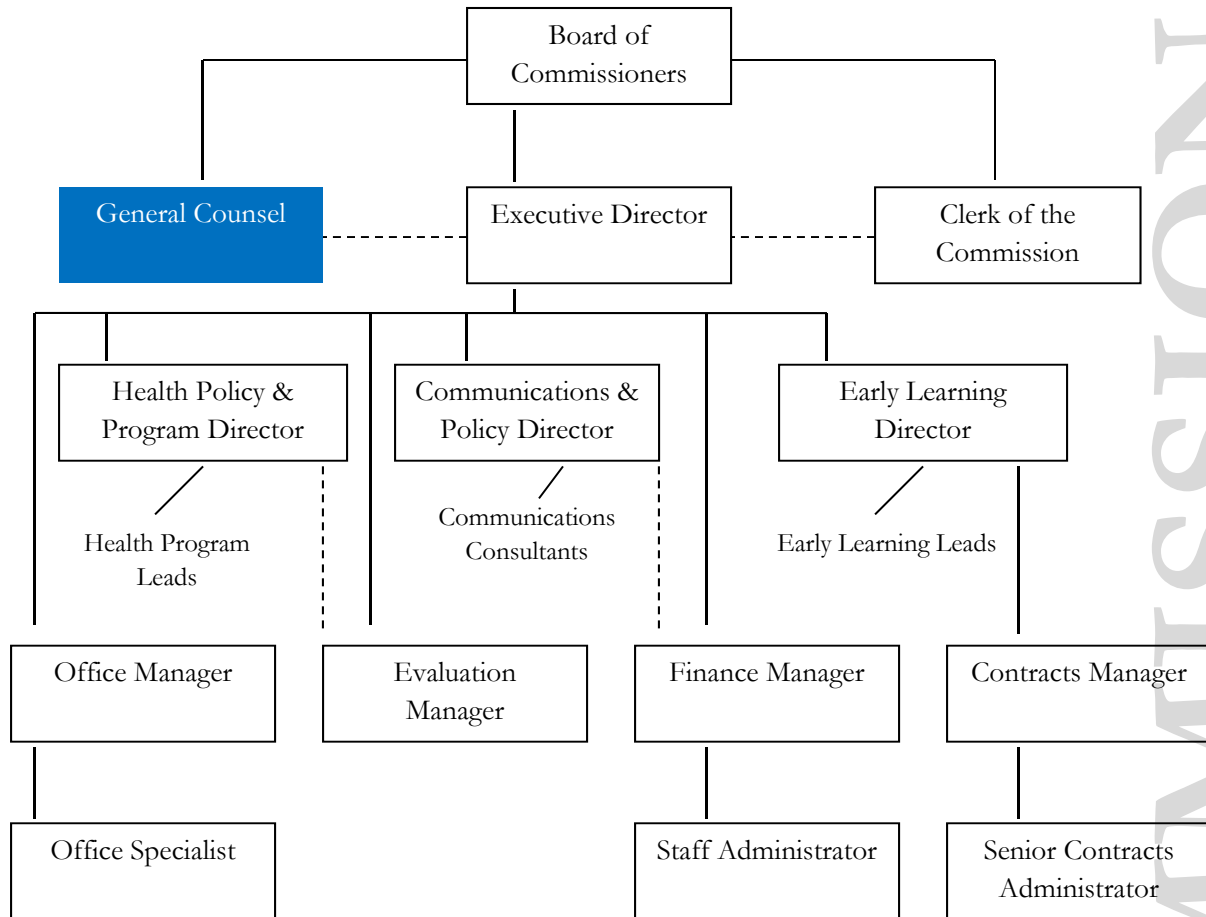 Board of
Commissioners
General Counsel
Executive Director
Clerk of the
Commission
Health Policy &
Program Director
Communications &
Policy Director
Early Learning
Director
Health Program
Leads
Communications
Consultants
Early Learning Leads
Office Manager
Evaluation
Manager
Finance Manager
Contracts Manager
Office Specialist
Staff Administrator
Senior Contracts
Administrator